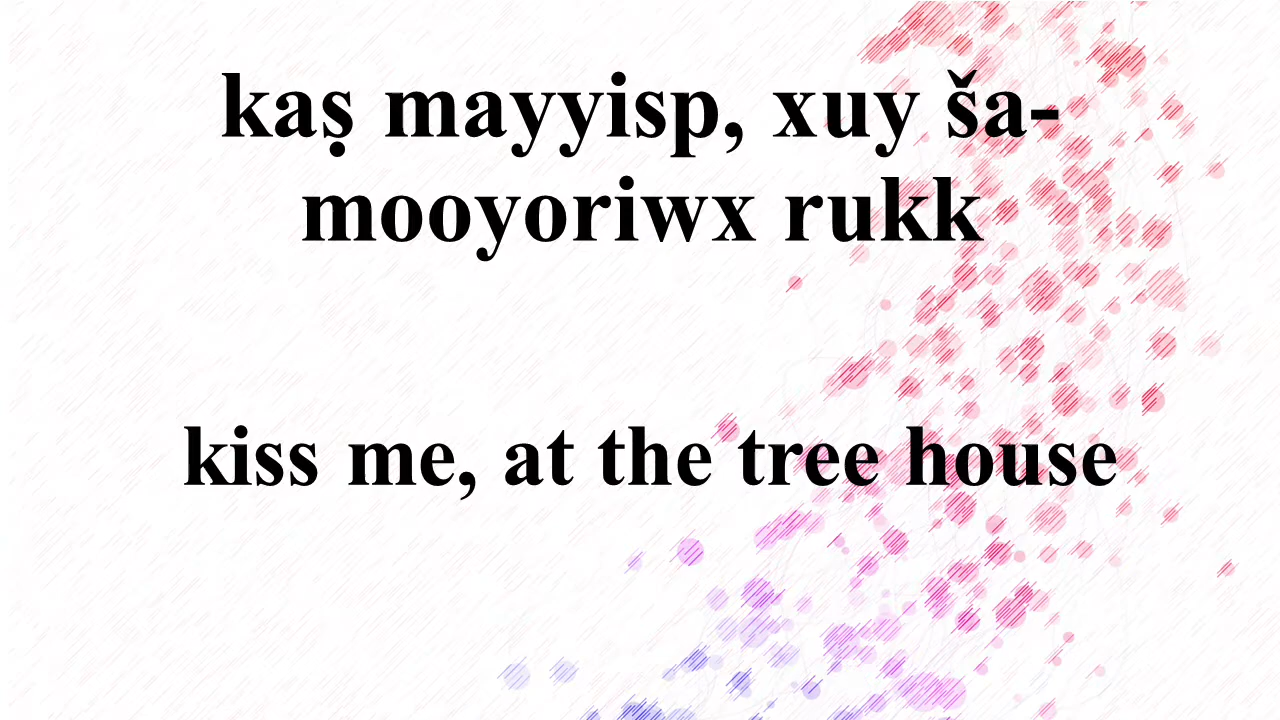 kaṣ mayyisp, xuy ša-
mooyoriwx rukk
kiss me, at the tree house